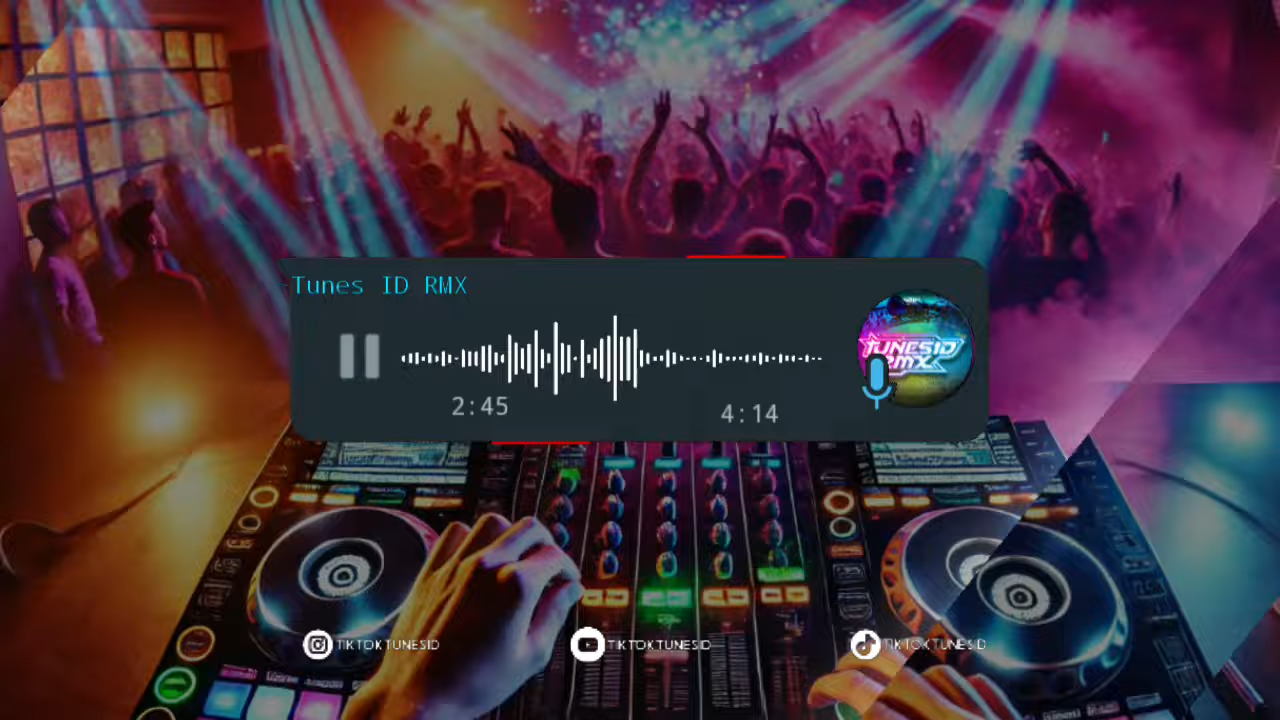 Tunes ID RMX
TUNESID
RMX
2:45
4:14
TIKTOKTUNESID
TIKTOKTUNESID
TIKTOKTUNESID